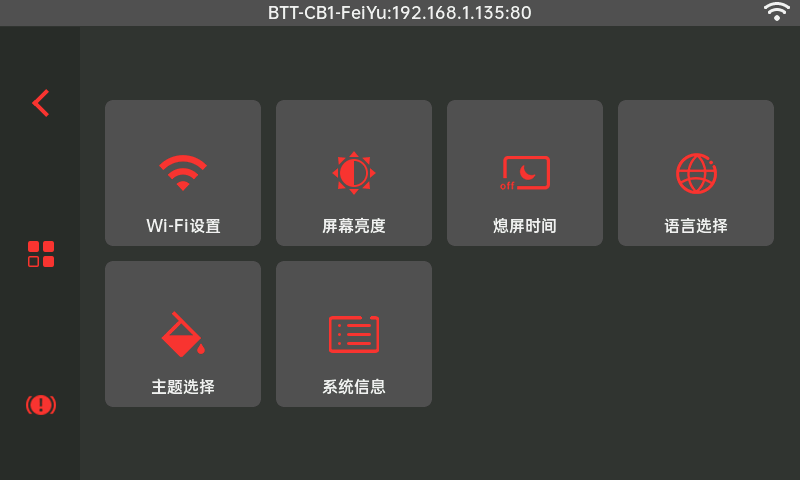 BTT-CB1-FeiYu:192.168.1.135:80
Wi-Fi设置
屏幕亮度
off
熄屏时间
语言选择
主题选择
系统信息